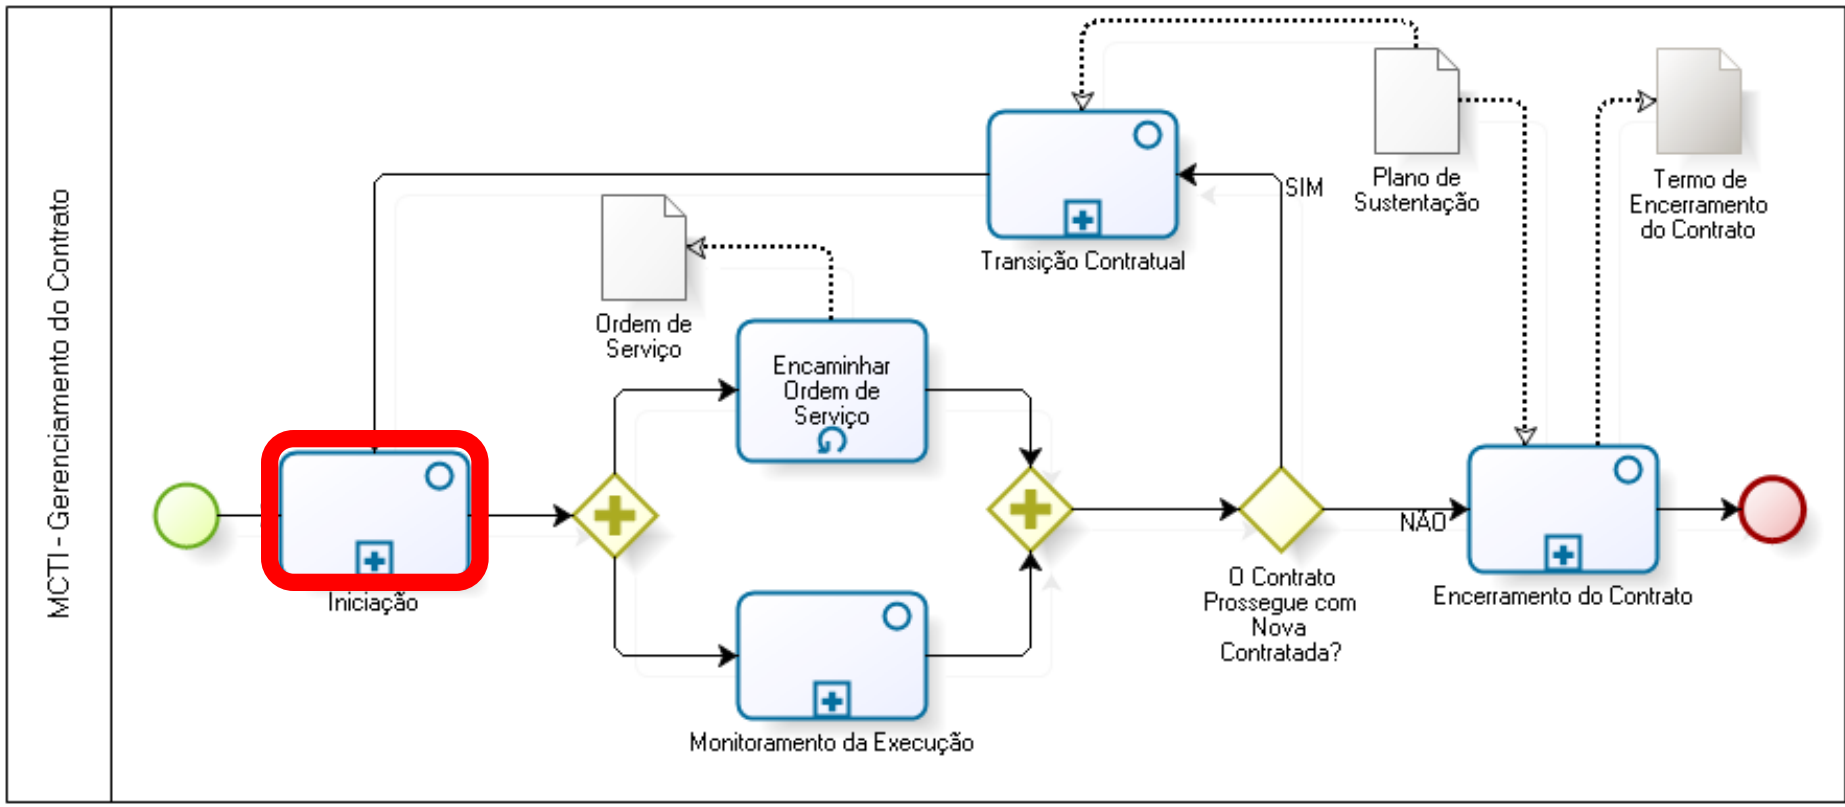 MCTI - Gerenciamento do Contrato
SIM
Plano de
Sustentação
Termo de
Encerramento
do Contrato
Transição Contratual
Ordem de
Serviço
Encaminhar
Ordem de
Serviço
Iniciação
NÃO
O Contrato
Prossegue com
Nova
Contratada?
Encerramento do Contrato
Monitoramento da Execução